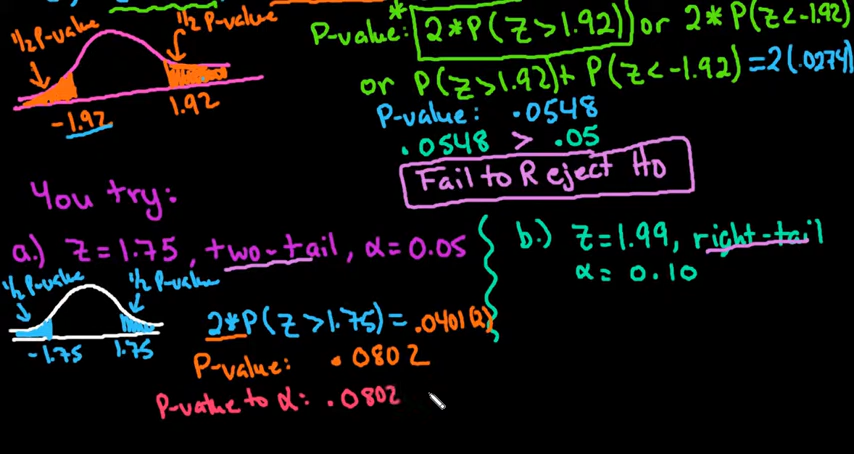 ½ P-value
½ P-value
-1.92
1.92
P-value: * 2*P(Z>1.92) or 2*P(Z<-1.92)
or P(Z>1.92)+P(Z<-1.92)=2(.0274)
P-value: .0548
.0548 > .05
Fail to Reject Ho
You try:
a.) Z=1.75, two-tail, α=0.05
½ P-value
½ P-value
-1.75
1.75
2*P(Z>1.75)=.0401(2)
P-value: .0802
P-value to α: .0802
b.) Z=1.99, right-tail
α= 0.10